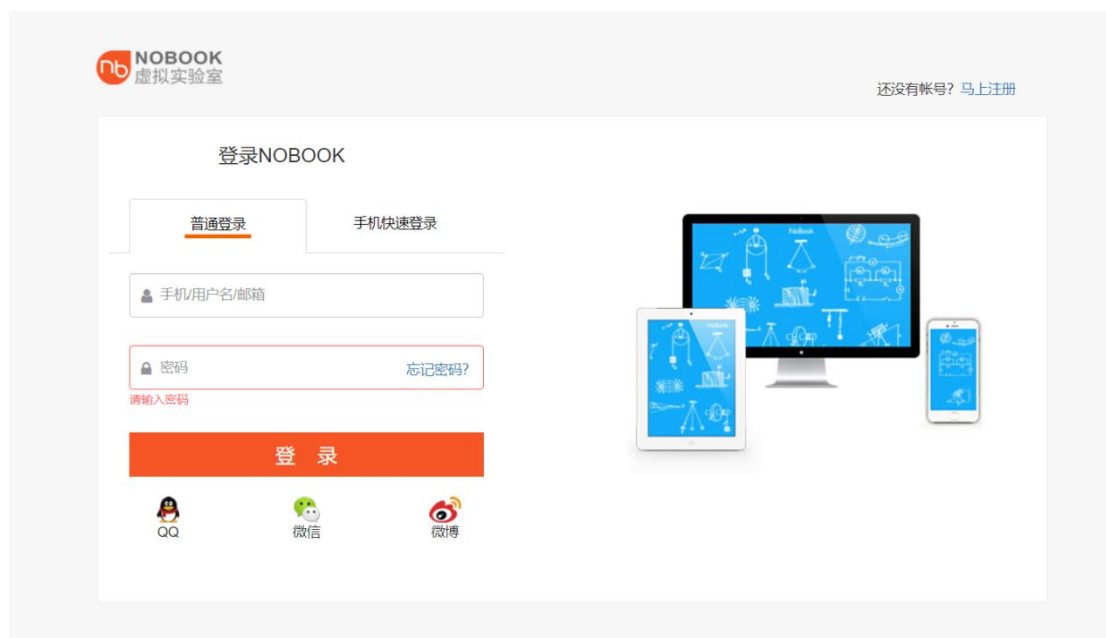 nb NOBOOK
虚拟实验室
还没有帐号? 马上注册
登录NOBOOK
普通登录 手机快速登录
手机/用户名/邮箱
密码 忘记密码?
请输入密码
登 录
QQ 微信 微博
NoBook
NoBook